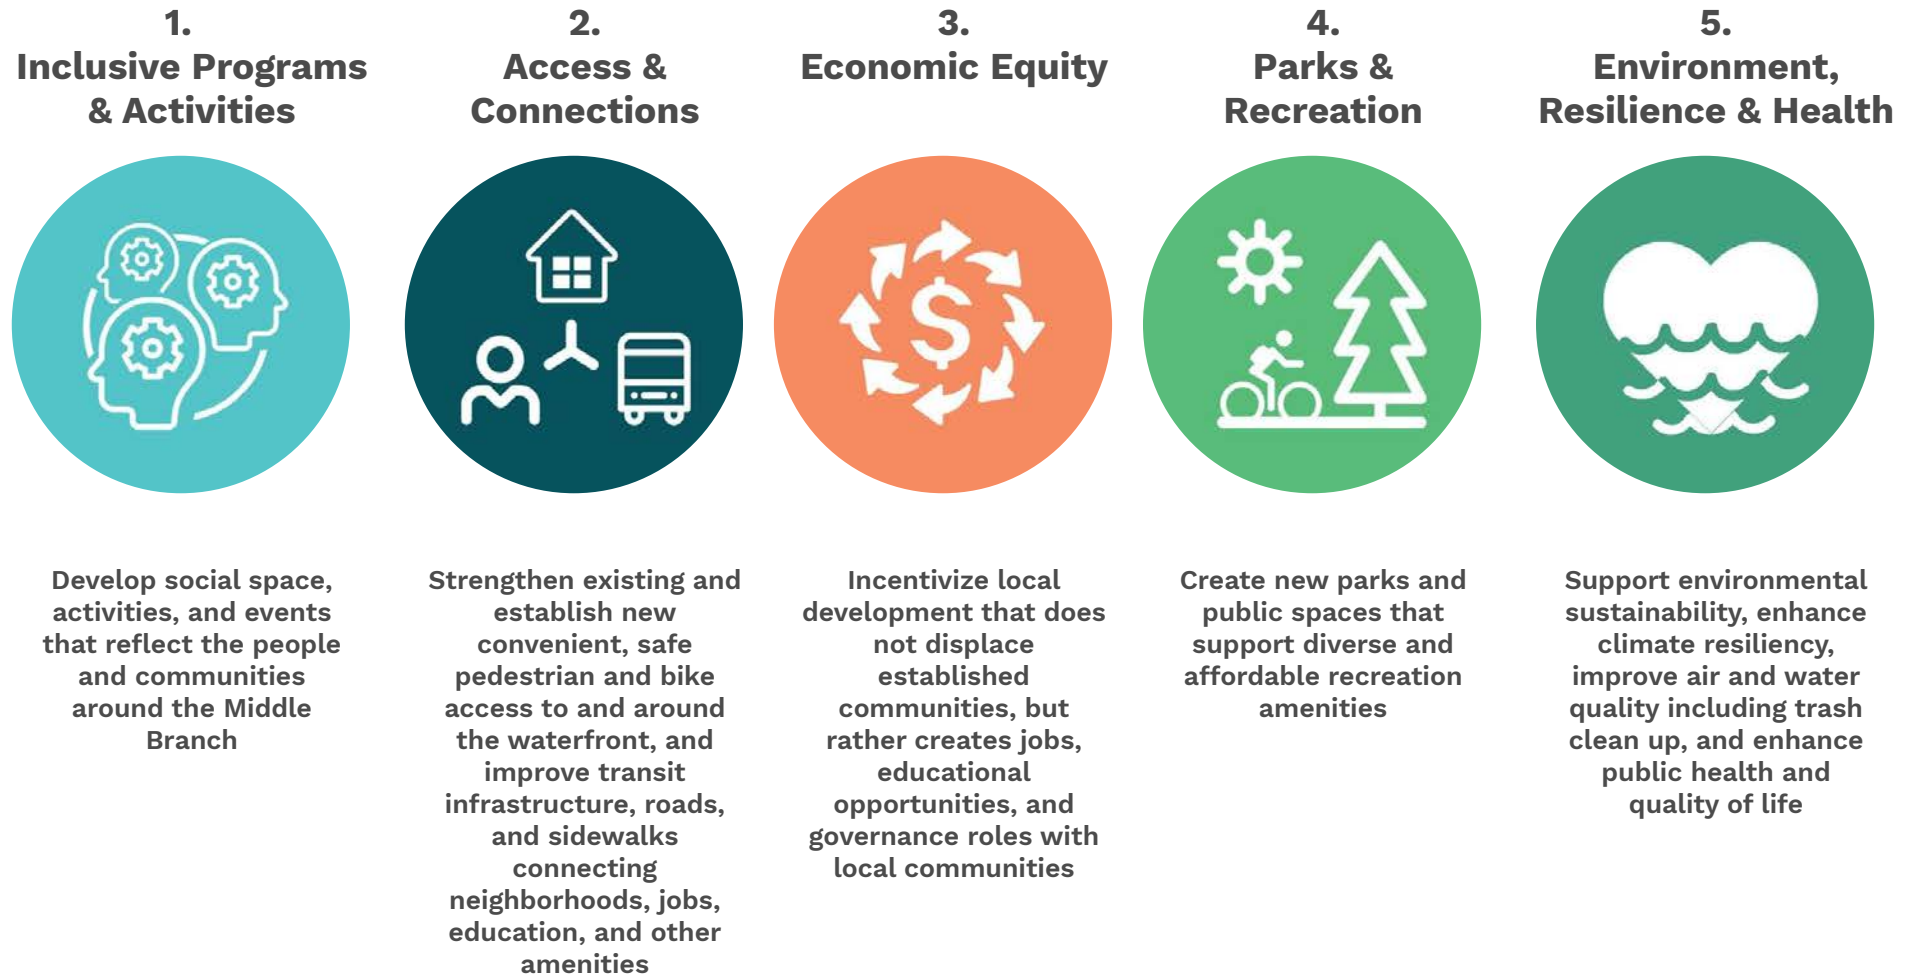 1.
Inclusive Programs
& Activities
Develop social space,
activities, and events
that reflect the people
and communities
around the Middle
Branch
2.
Access &
Connections
Strengthen existing and
establish new
convenient, safe
pedestrian and bike
access to and around
the waterfront, and
improve transit
infrastructure, roads,
and sidewalks
connecting
neighborhoods, jobs,
education, and other
amenities
3.
Economic Equity
$
Incentivize local
development that does
not displace
established
communities, but
rather creates jobs,
educational
opportunities, and
governance roles with
local communities
4.
Parks &
Recreation
Create new parks and
public spaces that
support diverse and
affordable recreation
amenities
5.
Environment,
Resilience & Health
Support environmental
sustainability, enhance
climate resiliency,
improve air and water
quality including trash
clean up, and enhance
public health and
quality of life